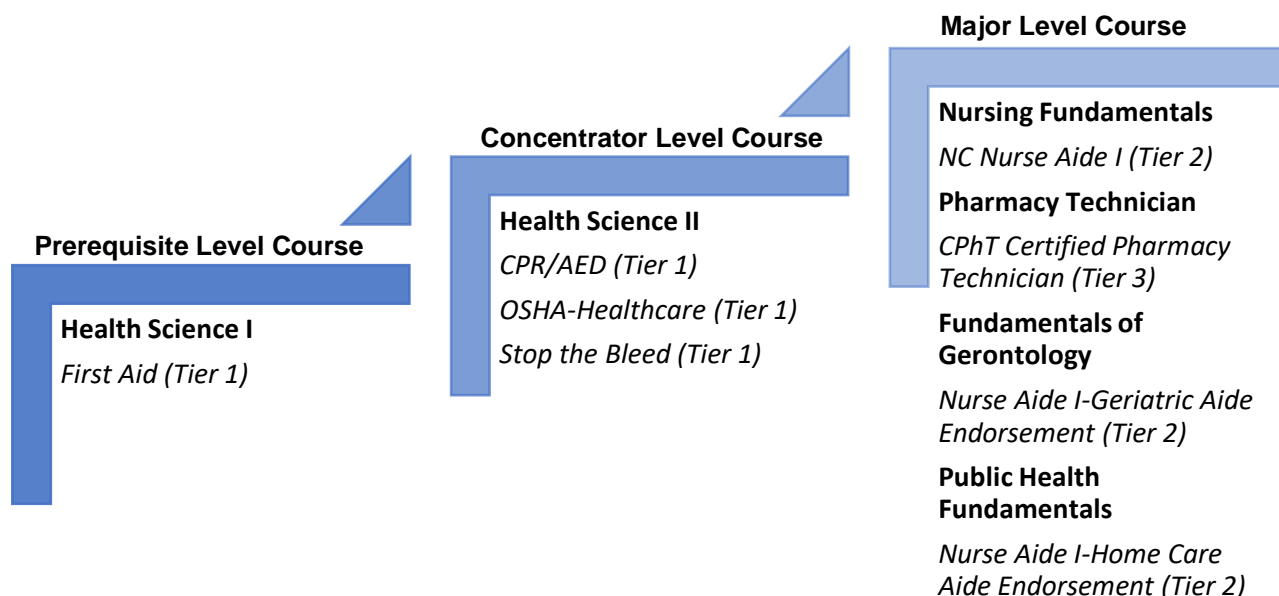 Prerequisite Level Course
Health Science I
First Aid (Tier 1)
Concentrator Level Course
Health Science II
CPR/AED (Tier 1)
OSHA-Healthcare (Tier 1)
Stop the Bleed (Tier 1)
Major Level Course
Nursing Fundamentals
NC Nurse Aide I (Tier 2)
Pharmacy Technician
CPhT Certified Pharmacy
Technician (Tier 3)
Fundamentals of
Gerontology
Nurse Aide I-Geriatric Aide
Endorsement (Tier 2)
Public Health
Fundamentals
Nurse Aide I-Home Care
Aide Endorsement (Tier 2)